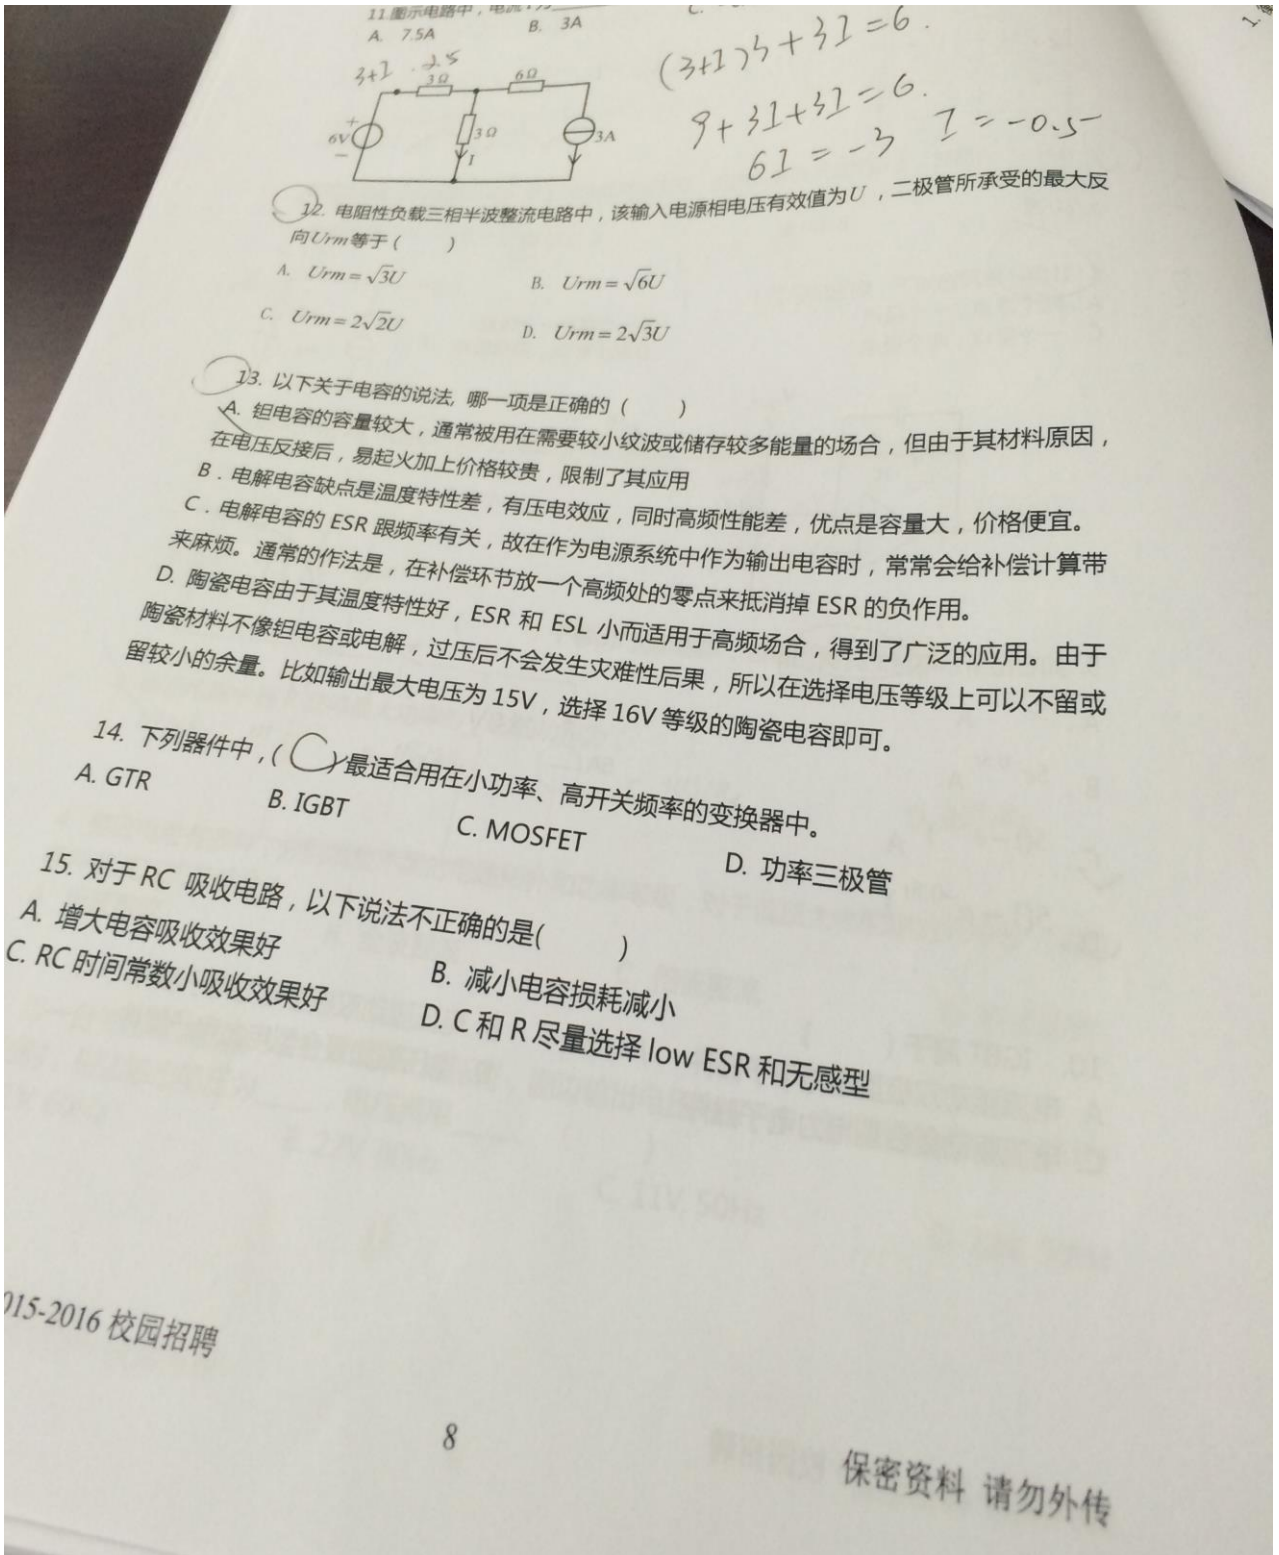 11.图示电路中，电流I为
A. 7.5A B. 3A C.
3+I 2.5 (3+I)3+3I=6.
3Ω 6Ω
9+3I+3I=6.
6V + − 3Ω I 3A
6I=-3 I=-0.5
12. 电阻性负载三相半波整流电路中，该输入电源相电压有效值为U，二极管所承受的最大反
向Urm等于（ ）
A. Urm=√3U B. Urm=√6U
C. Urm=2√2U D. Urm=2√3U
13. 以下关于电容的说法, 哪一项是正确的（ ）
A. 钽电容的容量较大，通常被用在需要较小纹波或储存较多能量的场合，但由于其材料原因，
在电压反接后，易起火加上价格较贵，限制了其应用
B．电解电容缺点是温度特性差，有压电效应，同时高频性能差，优点是容量大，价格便宜。
C．电解电容的 ESR 跟频率有关，故在作为电源系统中作为输出电容时，常常会给补偿计算带
来麻烦。通常的作法是，在补偿环节放一个高频处的零点来抵消掉 ESR 的负作用。
D. 陶瓷电容由于其温度特性好，ESR 和 ESL 小而适用于高频场合，得到了广泛的应用。由于
陶瓷材料不像钽电容或电解，过压后不会发生灾难性后果，所以在选择电压等级上可以不留或
留较小的余量。比如输出最大电压为 15V，选择 16V 等级的陶瓷电容即可。
14. 下列器件中，( C )最适合用在小功率、高开关频率的变换器中。
A. GTR B. IGBT C. MOSFET D. 功率三极管
15. 对于 RC 吸收电路，以下说法不正确的是( )
A. 增大电容吸收效果好 B. 减小电容损耗减小
C. RC 时间常数小吸收效果好 D. C 和 R 尽量选择 low ESR 和无感型
015-2016 校园招聘
8
保密资料 请勿外传